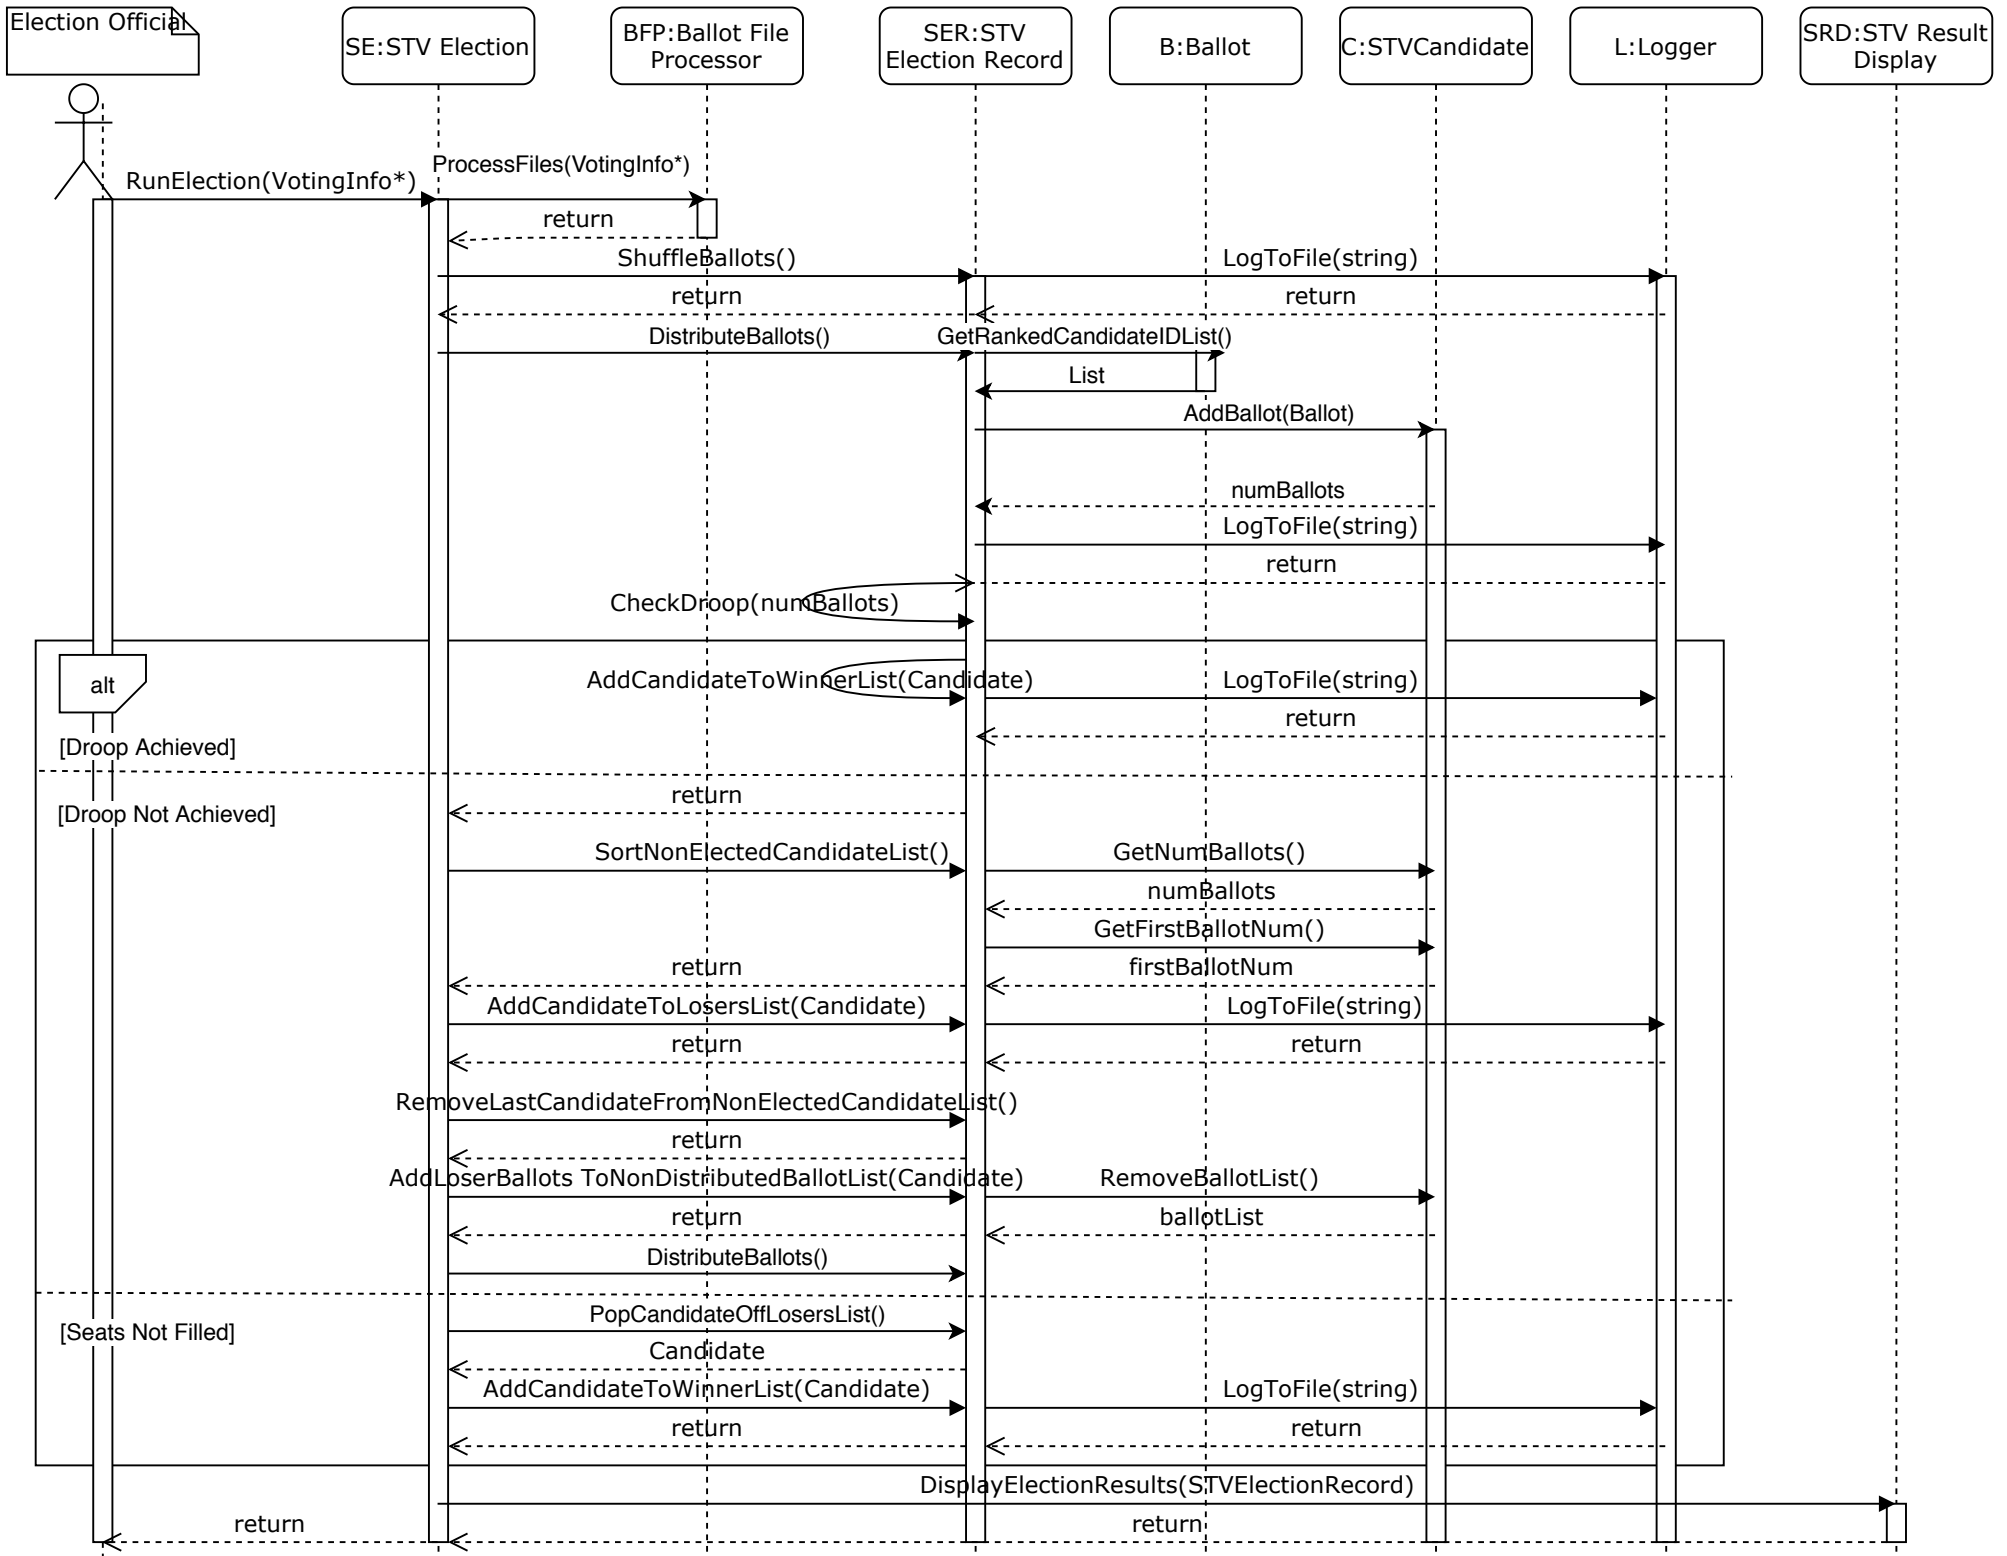 Election Official
SE:STV Election
BFP:Ballot File
Processor
SER:STV
Election Record
B:Ballot
C:STVCandidate
L:Logger
SRD:STV Result
Display
ProcessFiles(VotingInfo*)
RunElection(VotingInfo*)
return
ShuffleBallots()
LogToFile(string)
return
return
DistributeBallots()
GetRankedCandidateIDList()
List
AddBallot(Ballot)
numBallots
LogToFile(string)
return
CheckDroop(numBallots)
alt
AddCandidateToWinnerList(Candidate)
LogToFile(string)
return
[Droop Achieved]
return
[Droop Not Achieved]
SortNonElectedCandidateList()
GetNumBallots()
numBallots
GetFirstBallotNum()
return
firstBallotNum
AddCandidateToLosersList(Candidate)
LogToFile(string)
return
return
RemoveLastCandidateFromNonElectedCandidateList()
return
AddLoserBallots ToNonDistributedBallotList(Candidate)
RemoveBallotList()
return
ballotList
DistributeBallots()
PopCandidateOffLosersList()
[Seats Not Filled]
Candidate
AddCandidateToWinnerList(Candidate)
LogToFile(string)
return
return
DisplayElectionResults(STVElectionRecord)
return
return